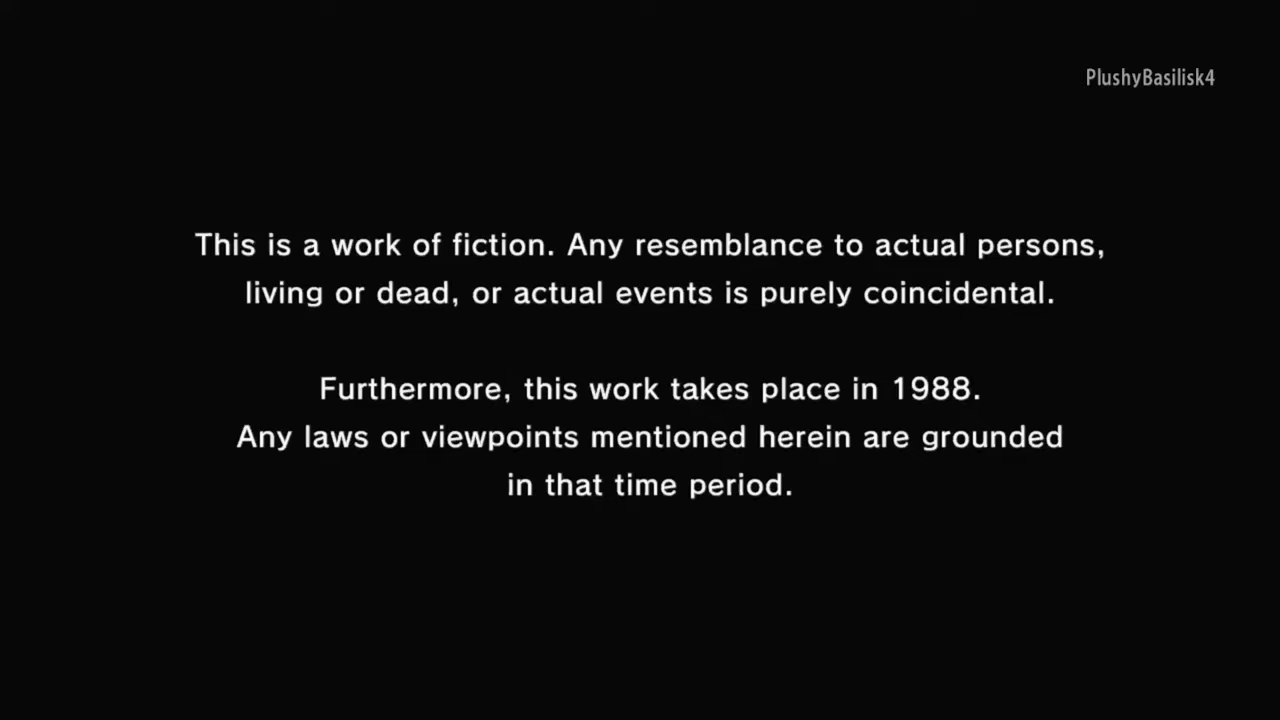 PlushyBasilisk4
This is a work of fiction. Any resemblance to actual persons,
living or dead, or actual events is purely coincidental.
Furthermore, this work takes place in 1988.
Any laws or viewpoints mentioned herein are grounded
in that time period.